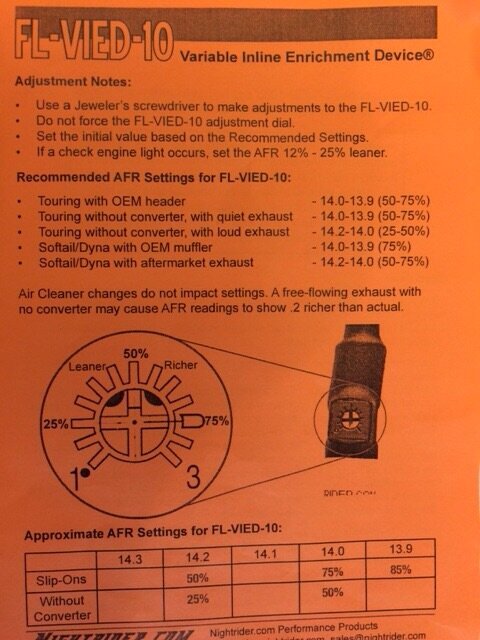 FL-VIED-10 Variable Inline Enrichment Device®
Adjustment Notes:
• Use a Jeweler's screwdriver to make adjustments to the FL-VIED-10.
• Do not force the FL-VIED-10 adjustment dial.
• Set the initial value based on the Recommended Settings.
• If a check engine light occurs, set the AFR 12% - 25% leaner.
Recommended AFR Settings for FL-VIED-10:
• Touring with OEM header - 14.0-13.9 (50-75%)
• Touring without converter, with quiet exhaust - 14.0-13.9 (50-75%)
• Touring without converter, with loud exhaust - 14.2-14.0 (25-50%)
• Softail/Dyna with OEM muffler - 14.0-13.9 (75%)
• Softail/Dyna with aftermarket exhaust - 14.2-14.0 (50-75%)
Air Cleaner changes do not impact settings. A free-flowing exhaust with
no converter may cause AFR readings to show .2 richer than actual.
50%
Leaner Richer
25% 75%
1 3
Approximate AFR Settings for FL-VIED-10:
14.3 14.2 14.1 14.0 13.9
Slip-Ons 50% 75% 85%
Without
Converter 25% 50%
Nightrider.com Performance Products
NIGHTRIDER.COM sales@nightrider.com